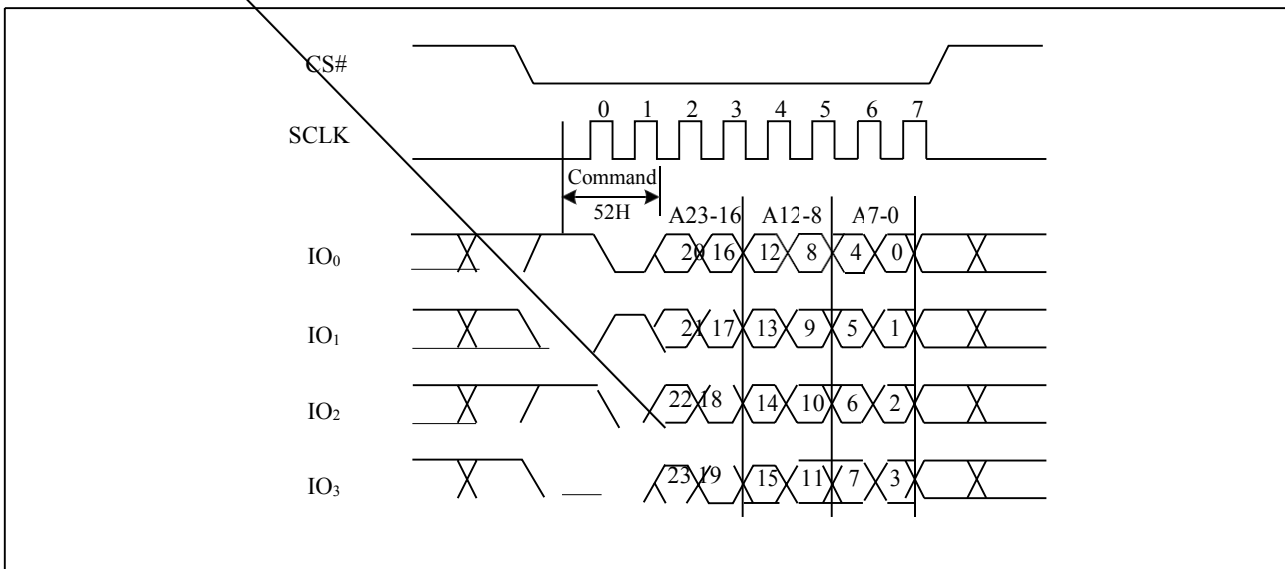 CS#
0 1 2 3 4 5 6 7
SCLK
Command
52H
A23-16 A12-8 A7-0
IO0 20 16 12 8 4 0
IO1 21 17 13 9 5 1
IO2 22 18 14 10 6 2
IO3 23 19 15 11 7 3